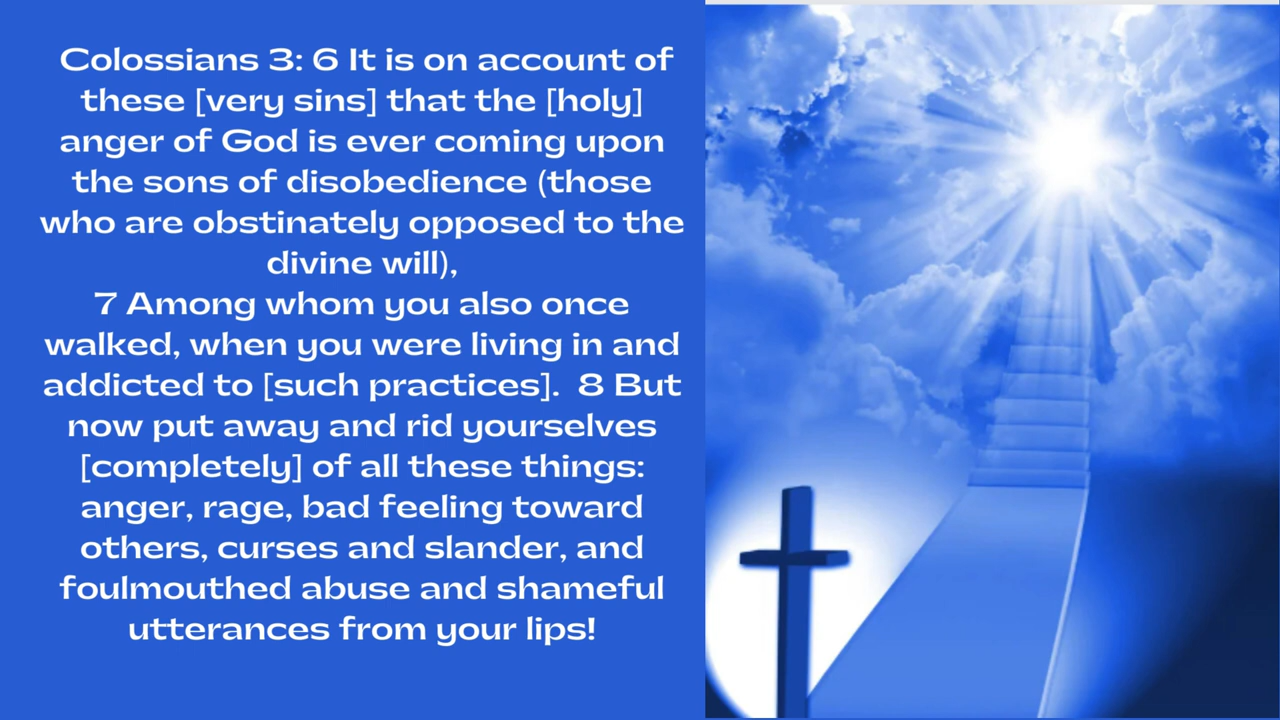 Colossians 3: 6 It is on account of
these [very sins] that the [holy]
anger of God is ever coming upon
the sons of disobedience (those
who are obstinately opposed to the
divine will),
7 Among whom you also once
walked, when you were living in and
addicted to [such practices].  8 But
now put away and rid yourselves
[completely] of all these things:
anger, rage, bad feeling toward
others, curses and slander, and
foulmouthed abuse and shameful
utterances from your lips!